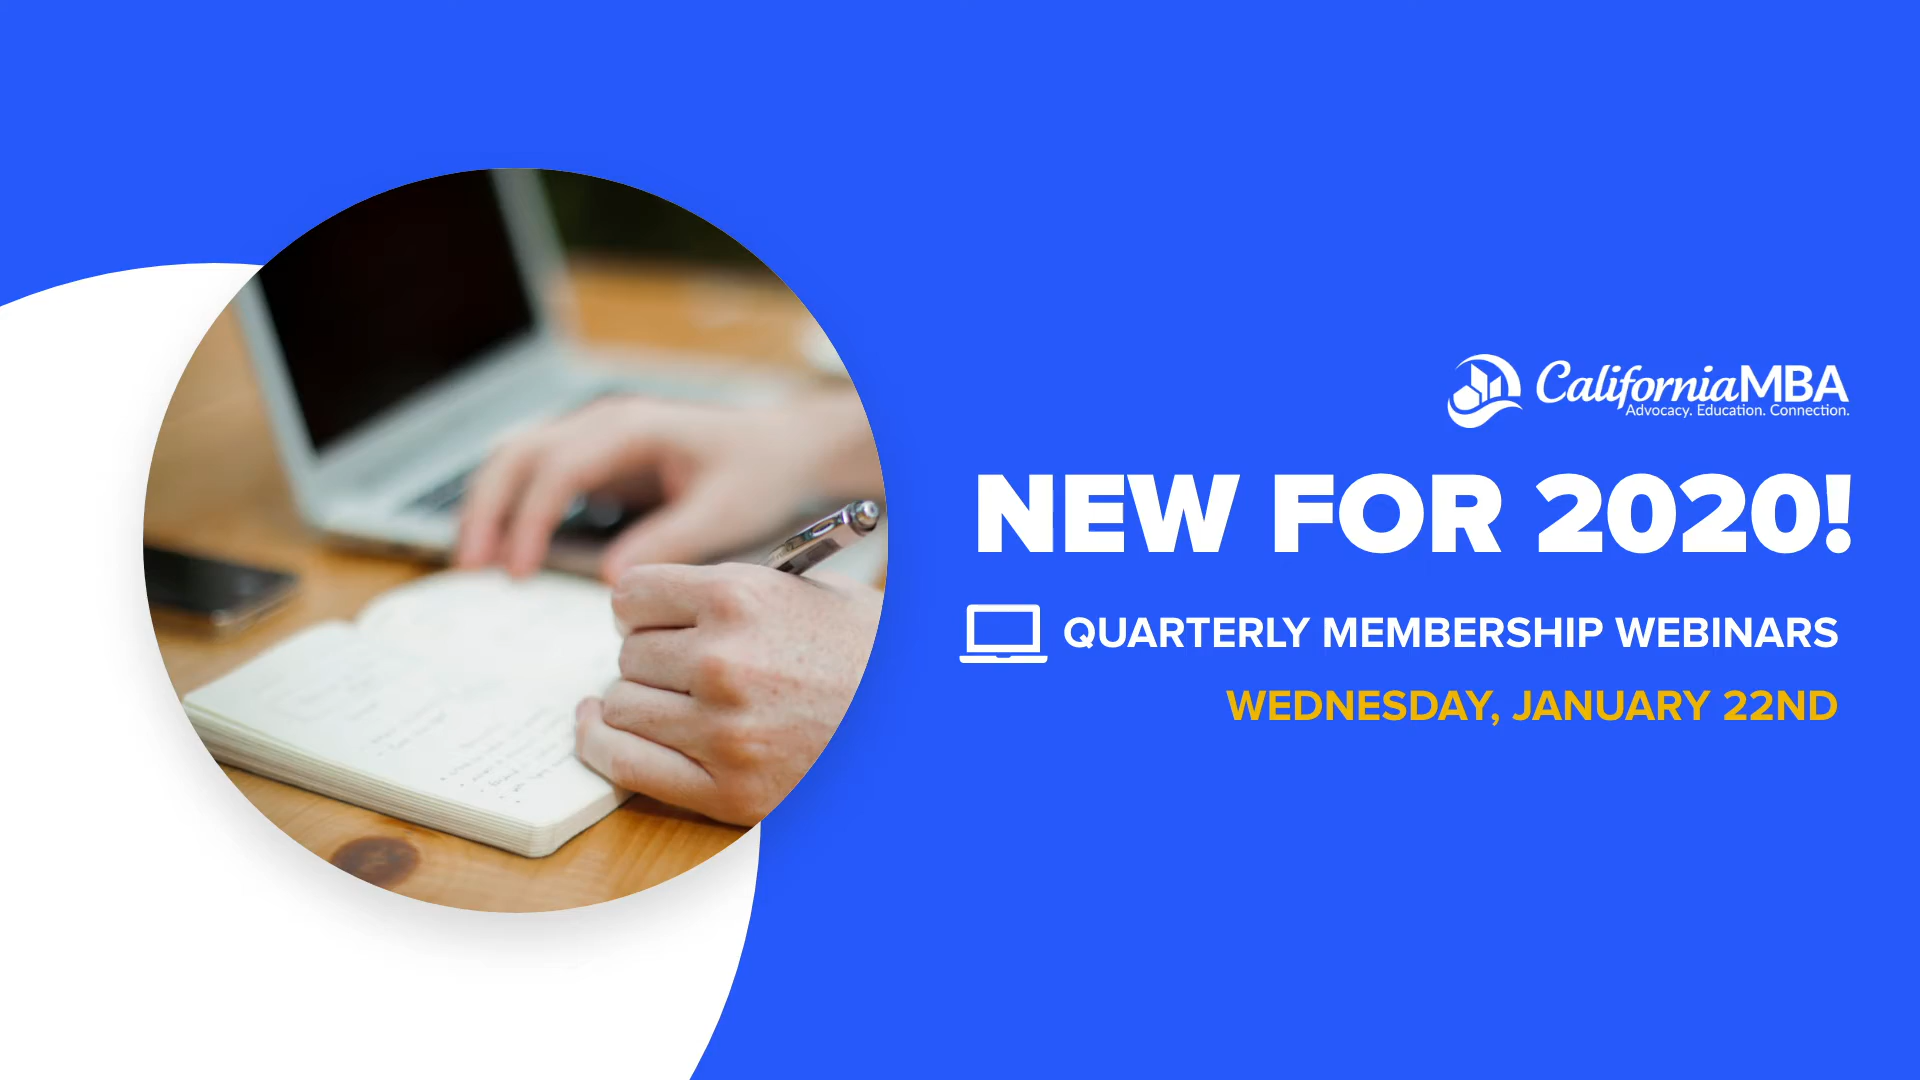 CaliforniaMBA
Advocacy. Education. Connection.
NEW FOR 2020!
QUARTERLY MEMBERSHIP WEBINARS
WEDNESDAY, JANUARY 22ND